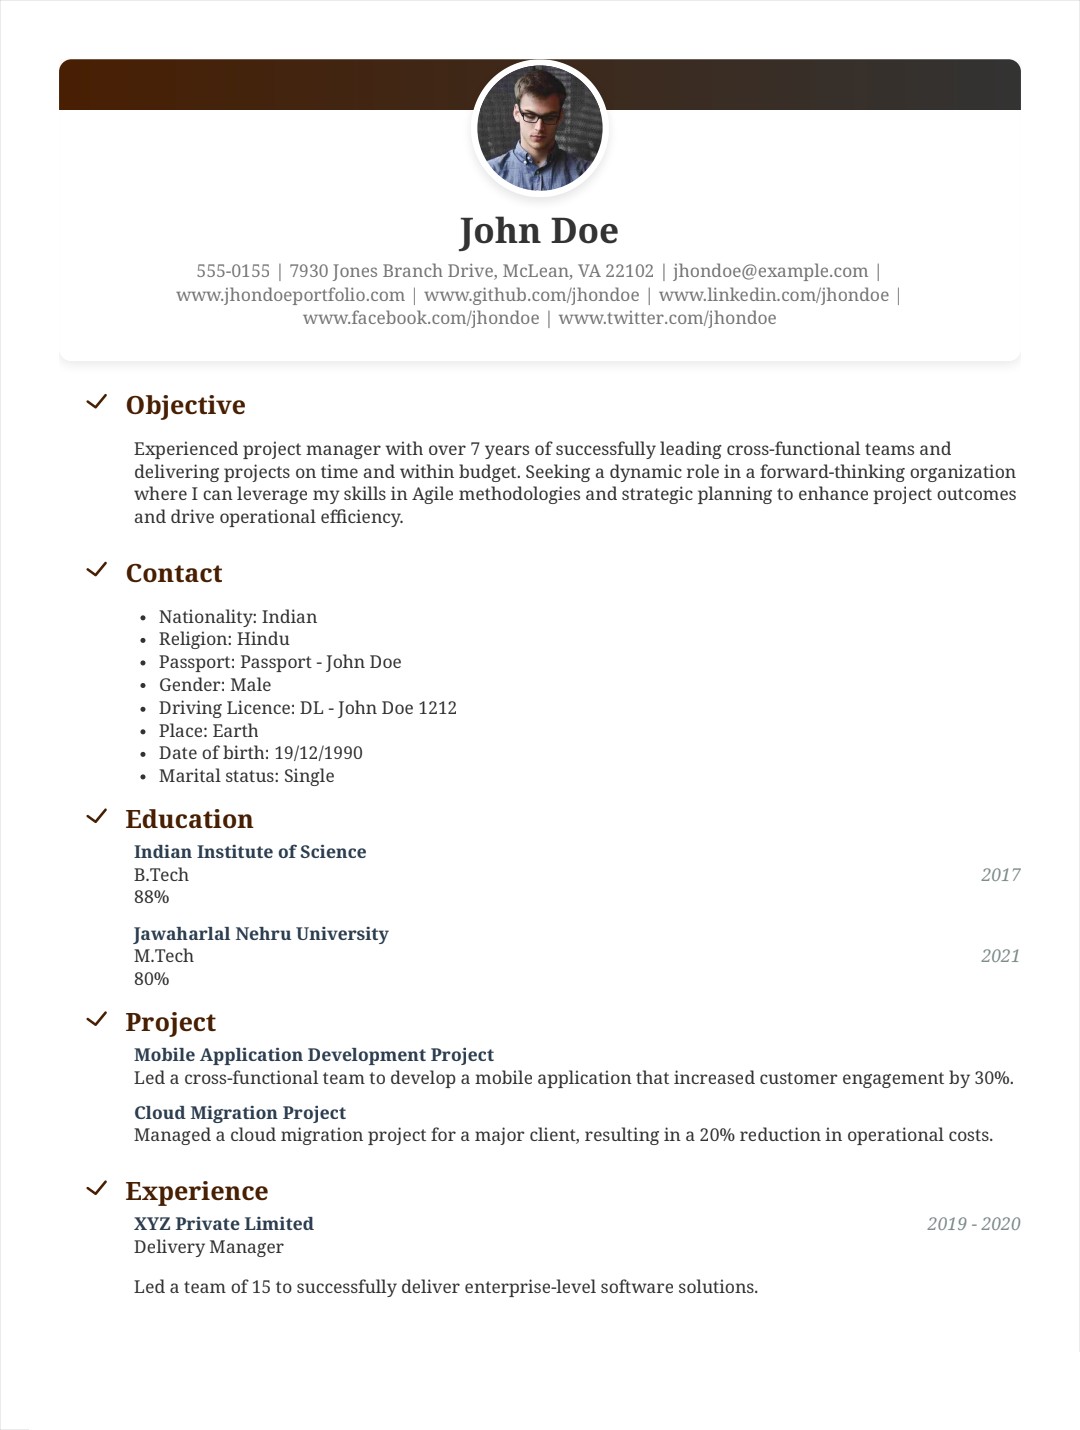 John Doe
555-0155 | 7930 Jones Branch Drive, McLean, VA 22102 | jhondoe@example.com |
www.jhondoeportfolio.com | www.github.com/jhondoe | www.linkedin.com/jhondoe |
www.facebook.com/jhondoe | www.twitter.com/jhondoe
Objective
Experienced project manager with over 7 years of successfully leading cross-functional teams and
delivering projects on time and within budget. Seeking a dynamic role in a forward-thinking organization
where I can leverage my skills in Agile methodologies and strategic planning to enhance project outcomes
and drive operational efficiency.
Contact
• Nationality: Indian
• Religion: Hindu
• Passport: Passport - John Doe
• Gender: Male
• Driving Licence: DL - John Doe 1212
• Place: Earth
• Date of birth: 19/12/1990
• Marital status: Single
Education
Indian Institute of Science
B.Tech 2017
88%
Jawaharlal Nehru University
M.Tech 2021
80%
Project
Mobile Application Development Project
Led a cross-functional team to develop a mobile application that increased customer engagement by 30%.
Cloud Migration Project
Managed a cloud migration project for a major client, resulting in a 20% reduction in operational costs.
Experience
XYZ Private Limited 2019 - 2020
Delivery Manager
Led a team of 15 to successfully deliver enterprise-level software solutions.